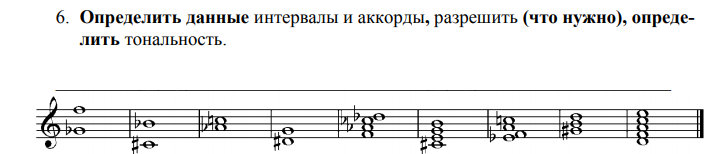 6. Определить данные интервалы и аккорды, разрешить (что нужно), опреде-
лить тональность.